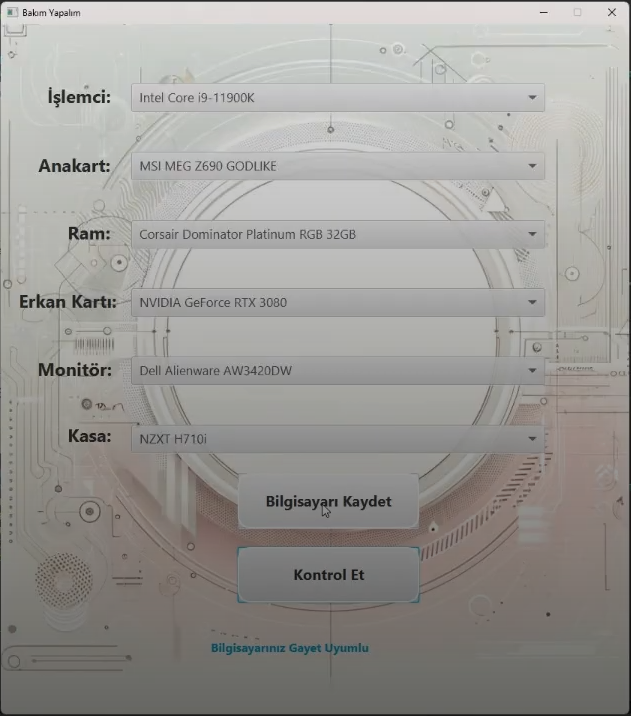 Bakım Yapalım
İşlemci:
Intel Core i9-11900K
Anakart:
MSI MEG Z690 GODLIKE
Ram:
Corsair Dominator Platinum RGB 32GB
Erkan Kartı:
NVIDIA GeForce RTX 3080
Monitör:
Dell Alienware AW3420DW
Kasa:
NZXT H710i
Bilgisayarı Kaydet
Kontrol Et
Bilgisayarınız Gayet Uyumlu